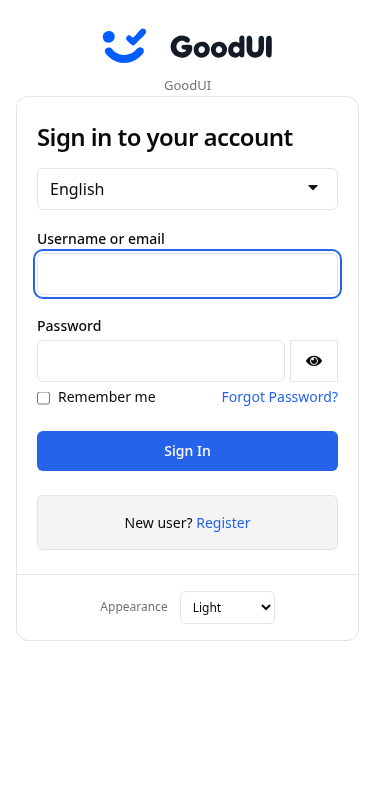 GoodUI
GoodUI
Sign in to your account
English
Username or email
Password
Remember me
Forgot Password?
Sign In
New user? Register
Appearance
Light